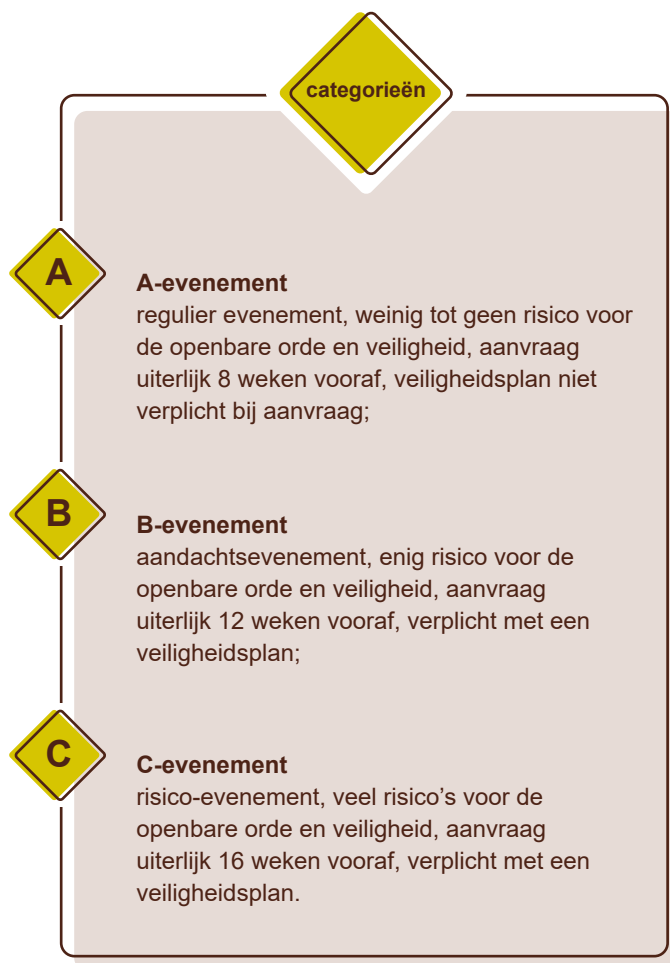 categorieën
A
A-evenement
regulier evenement, weinig tot geen risico voor
de openbare orde en veiligheid, aanvraag
uiterlijk 8 weken vooraf, veiligheidsplan niet
verplicht bij aanvraag;
B
B-evenement
aandachtsevenement, enig risico voor de
openbare orde en veiligheid, aanvraag
uiterlijk 12 weken vooraf, verplicht met een
veiligheidsplan;
C
C-evenement
risico-evenement, veel risico’s voor de
openbare orde en veiligheid, aanvraag
uiterlijk 16 weken vooraf, verplicht met een
veiligheidsplan.